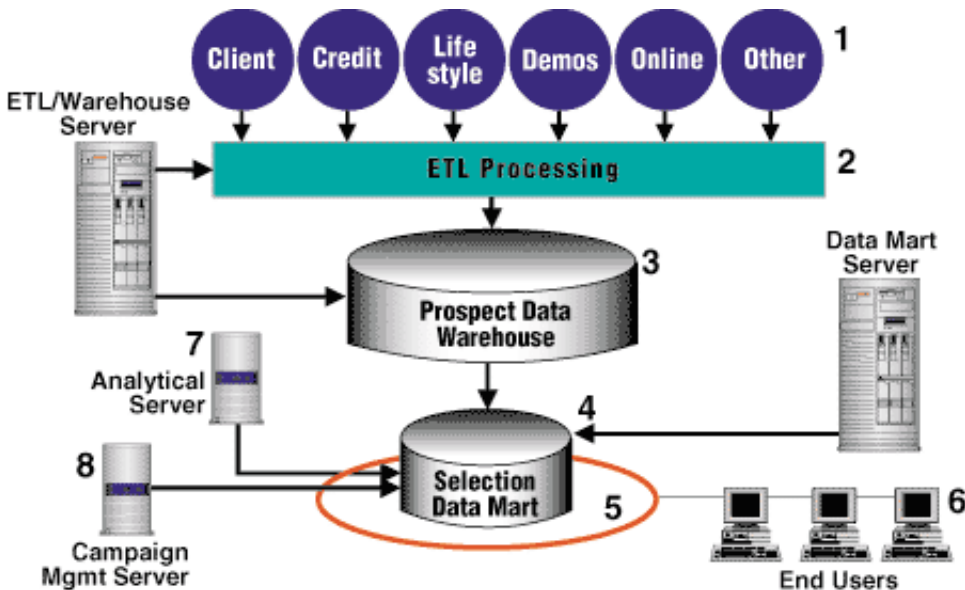 Client
Credit
Life
style
Demos
Online
Other
1
ETL/Warehouse
Server
ETL Processing
2
3
Prospect Data
Warehouse
Data Mart
Server
7
Analytical
Server
4
8
Selection
Data Mart
5
6
Campaign
Mgmt Server
End Users